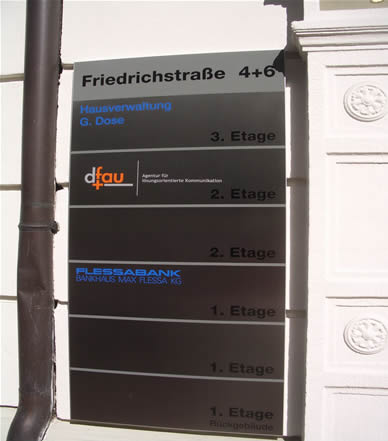 Friedrichstraße 4+6
Hausverwaltung
G. Dose
3. Etage
dfau
Agentur für
lösungsorientierte Kommunikation
2. Etage
2. Etage
FLESSABANK
BANKHAUS MAX FLESSA KG
1. Etage
1. Etage
1. Etage
Rückgebäude